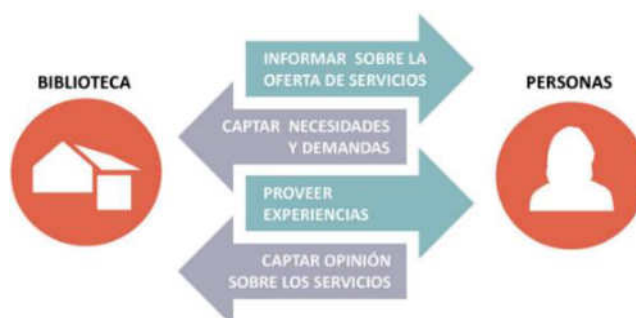 INFORMAR SOBRE LA
OFERTA DE SERVICIOS
BIBLIOTECA
PERSONAS
CAPTAR NECESIDADES
Y DEMANDAS
PROVEER
EXPERIENCIAS
CAPTAR OPINIÓN
SOBRE LOS SERVICIOS